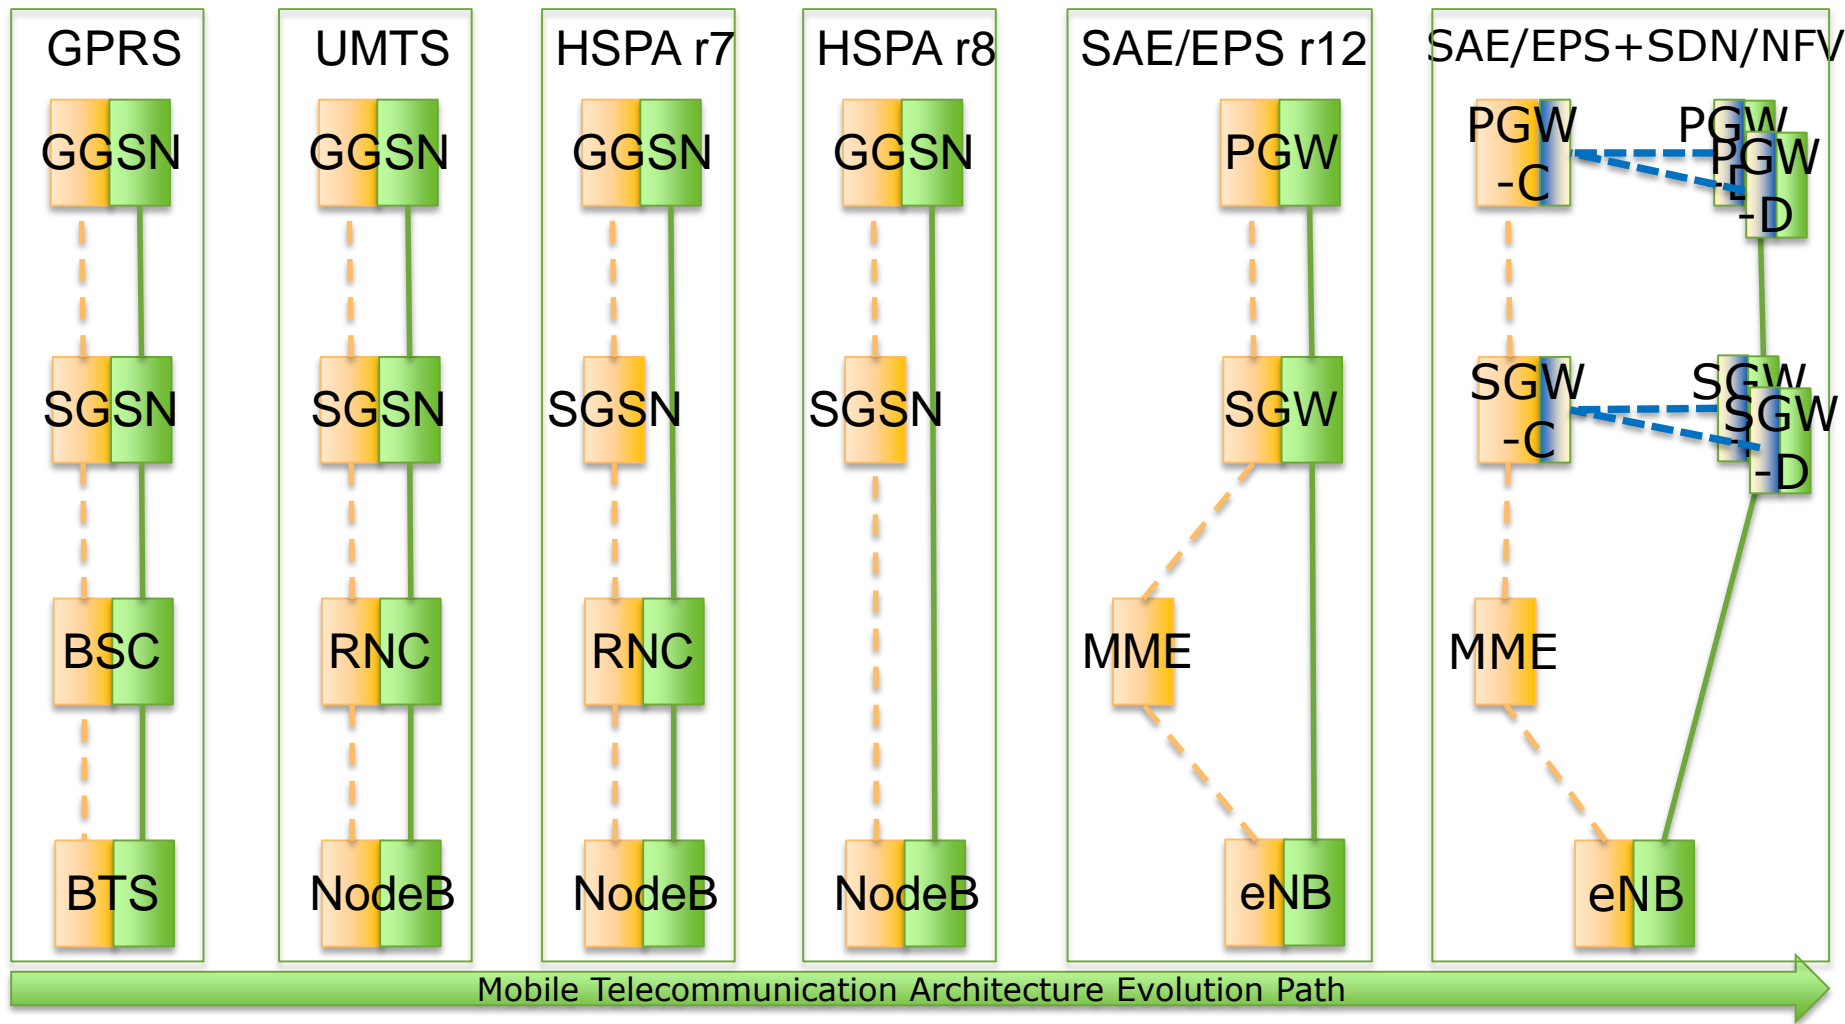 GPRS
GGSN
SGSN
BSC
BTS
UMTS
GGSN
SGSN
RNC
NodeB
HSPA r7
GGSN
SGSN
RNC
NodeB
HSPA r8
GGSN
SGSN
NodeB
SAE/EPS r12
PGW
SGW
MME
eNB
SAE/EPS+SDN/NFV
PGW
-C
PGW
PGW
-D
SGW
-C
SGW
SGW
-D
MME
eNB
Mobile Telecommunication Architecture Evolution Path